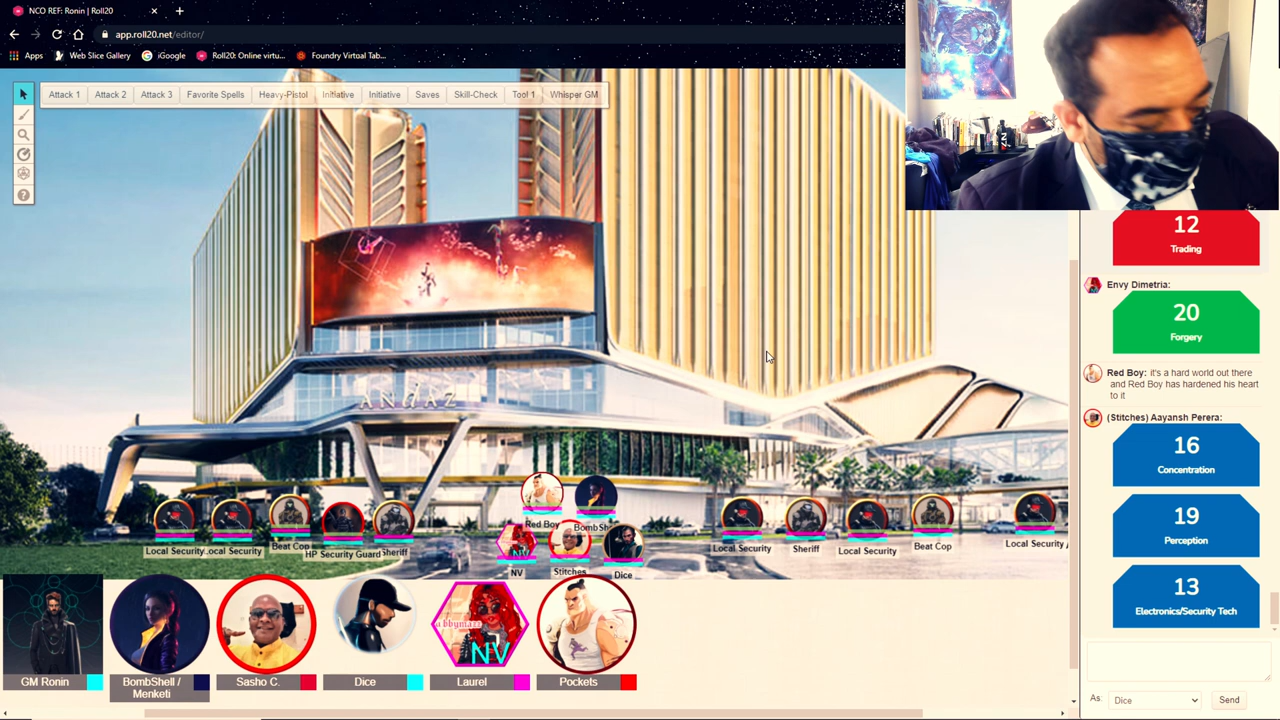 NCO REF: Ronin | Roll20
app.roll20.net/editor/
Apps Web Slice Gallery iGoogle Roll20: Online virtu... Foundry Virtual Tab...
Attack 1 Attack 2 Attack 3 Favorite Spells Heavy-Pistol Initiative Initiative Saves Skill-Check Tool 1 Whisper GM
12
Trading
Envy Dimetria:
20
Forgery
Red Boy: it's a hard world out there
and Red Boy has hardened his heart
to it
(Stitches) Aayansh Perera:
16
Concentration
19
Perception
13
Electronics/Security Tech
ANDAZ
Red Boy
Local Security Local Security Beat Cop HP Security Guard Sheriff
NV Stitches Dice
Local Security Sheriff Local Security Beat Cop Local Security
NV
GM Ronin
BombShell /
Menketi
Sasho C.
Dice
Laurel
Pockets
As: Dice Send